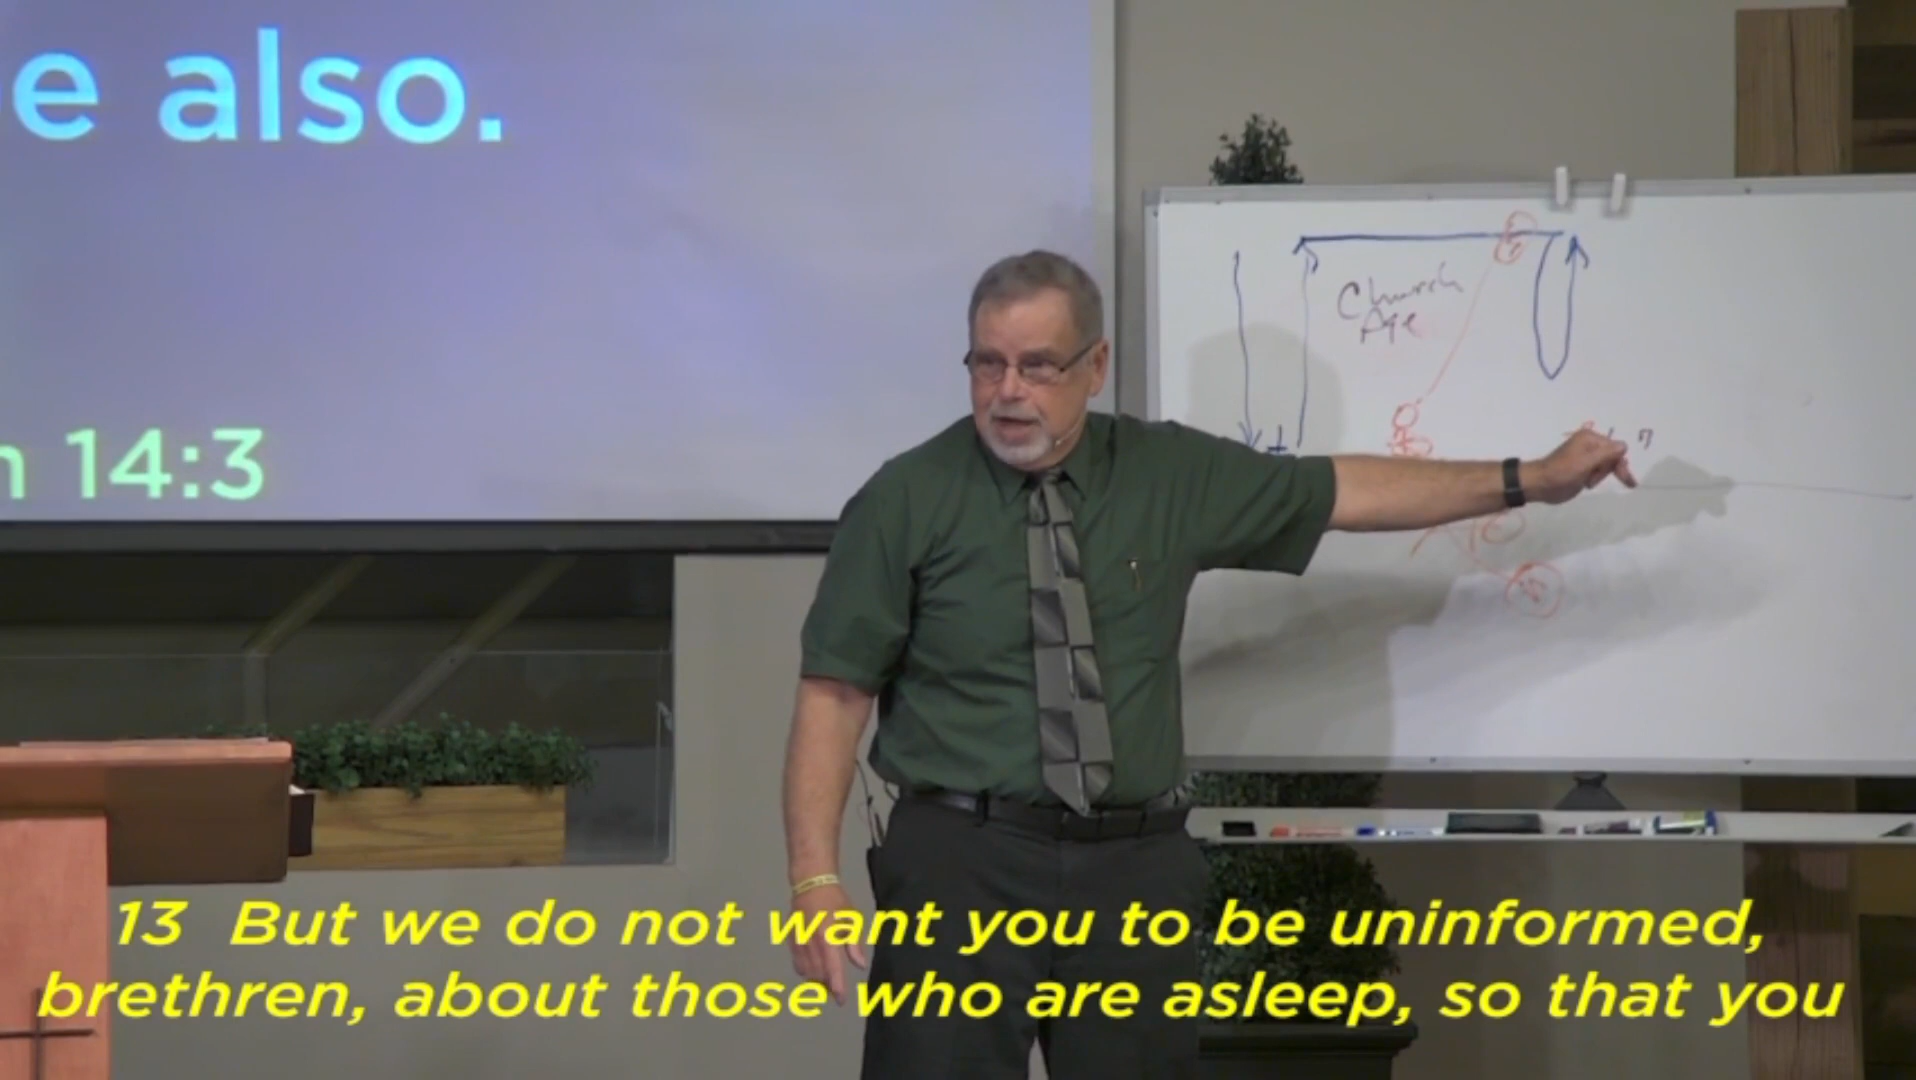 e also.
n 14:3
Church
Age
13 But we do not want you to be uninformed,
brethren, about those who are asleep, so that you